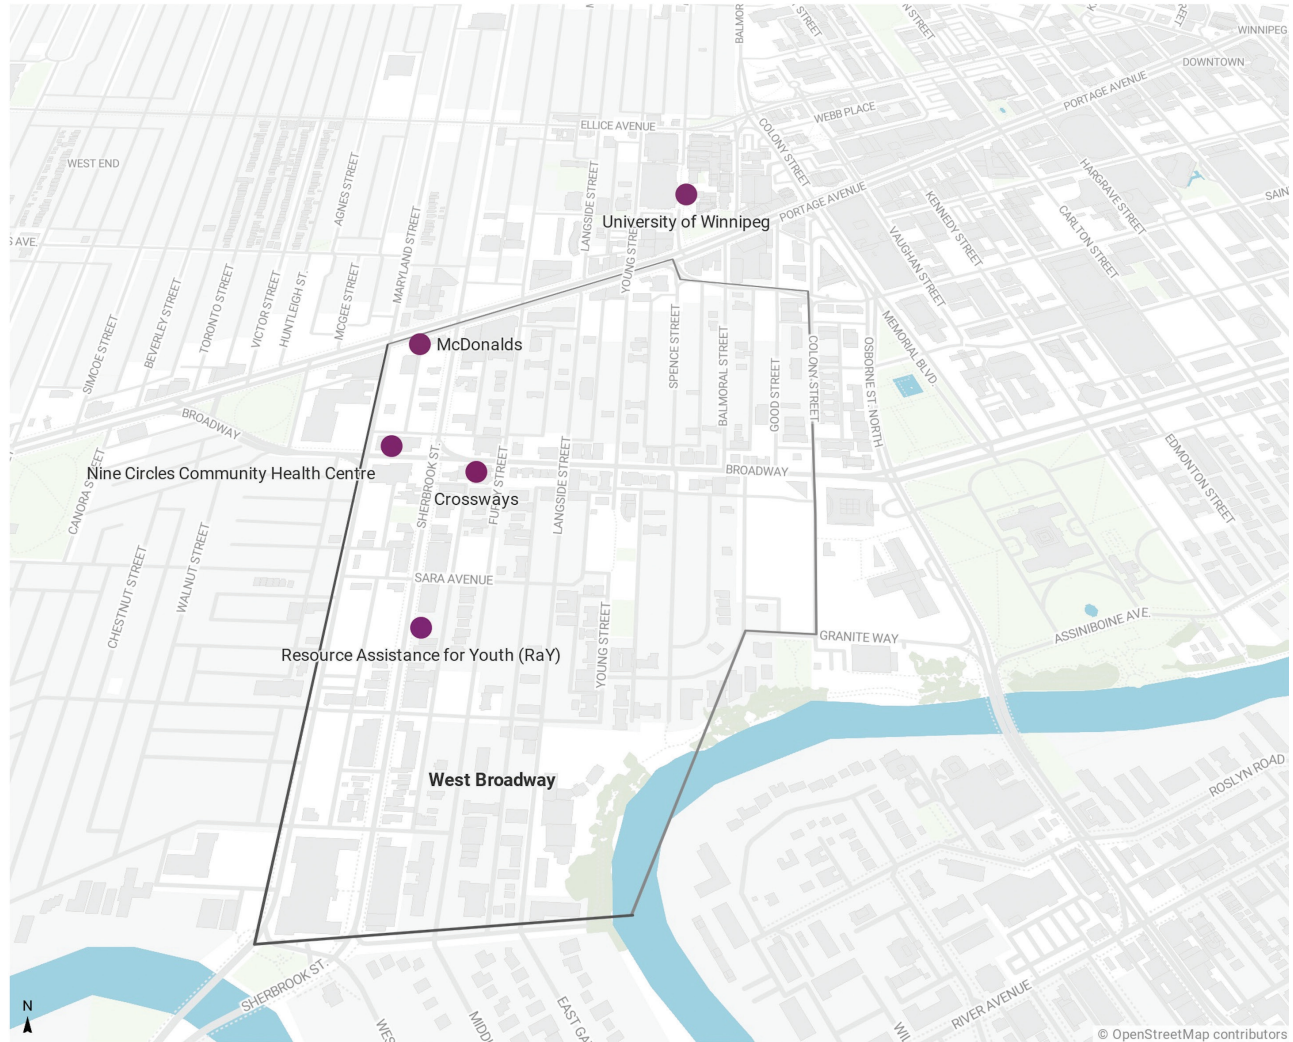 WINNIPEG
DOWNTOWN
PORTAGE AVENUE
WEBB PLACE
ELLICE AVENUE
COLONY STREET
WEST END
AGNES STREET
LANGSIDE STREET
HARGRAVE STREET
University of Winnipeg
PORTAGE AVENUE
KENNEDY STREET
CARLTON STREET
MARYLAND STREET
VAUGHAN STREET
S AVE.
BEVERLEY STREET
TORONTO STREET
VICTOR STREET
HUNTLEIGH ST.
MCGEE STREET
SIMCOE STREET
McDonalds
SPENCE STREET
BALMORAL STREET
GOOD STREET
COLONY STREET
OSBORNE ST. NORTH
MEMORIAL BLVD.
BROADWAY
Nine Circles Community Health Centre
Crossways
SHERBROOK ST.
LANGSIDE STREET
BROADWAY
EDMONTON STREET
CHESTNUT STREET
WALNUT STREET
SARA AVENUE
YOUNG STREET
GRANITE WAY
ASSINIBOINE AVE.
Resource Assistance for Youth (RaY)
West Broadway
ROSLYN ROAD
SHERBROOK ST.
RIVER AVENUE
N
© OpenStreetMap contributors